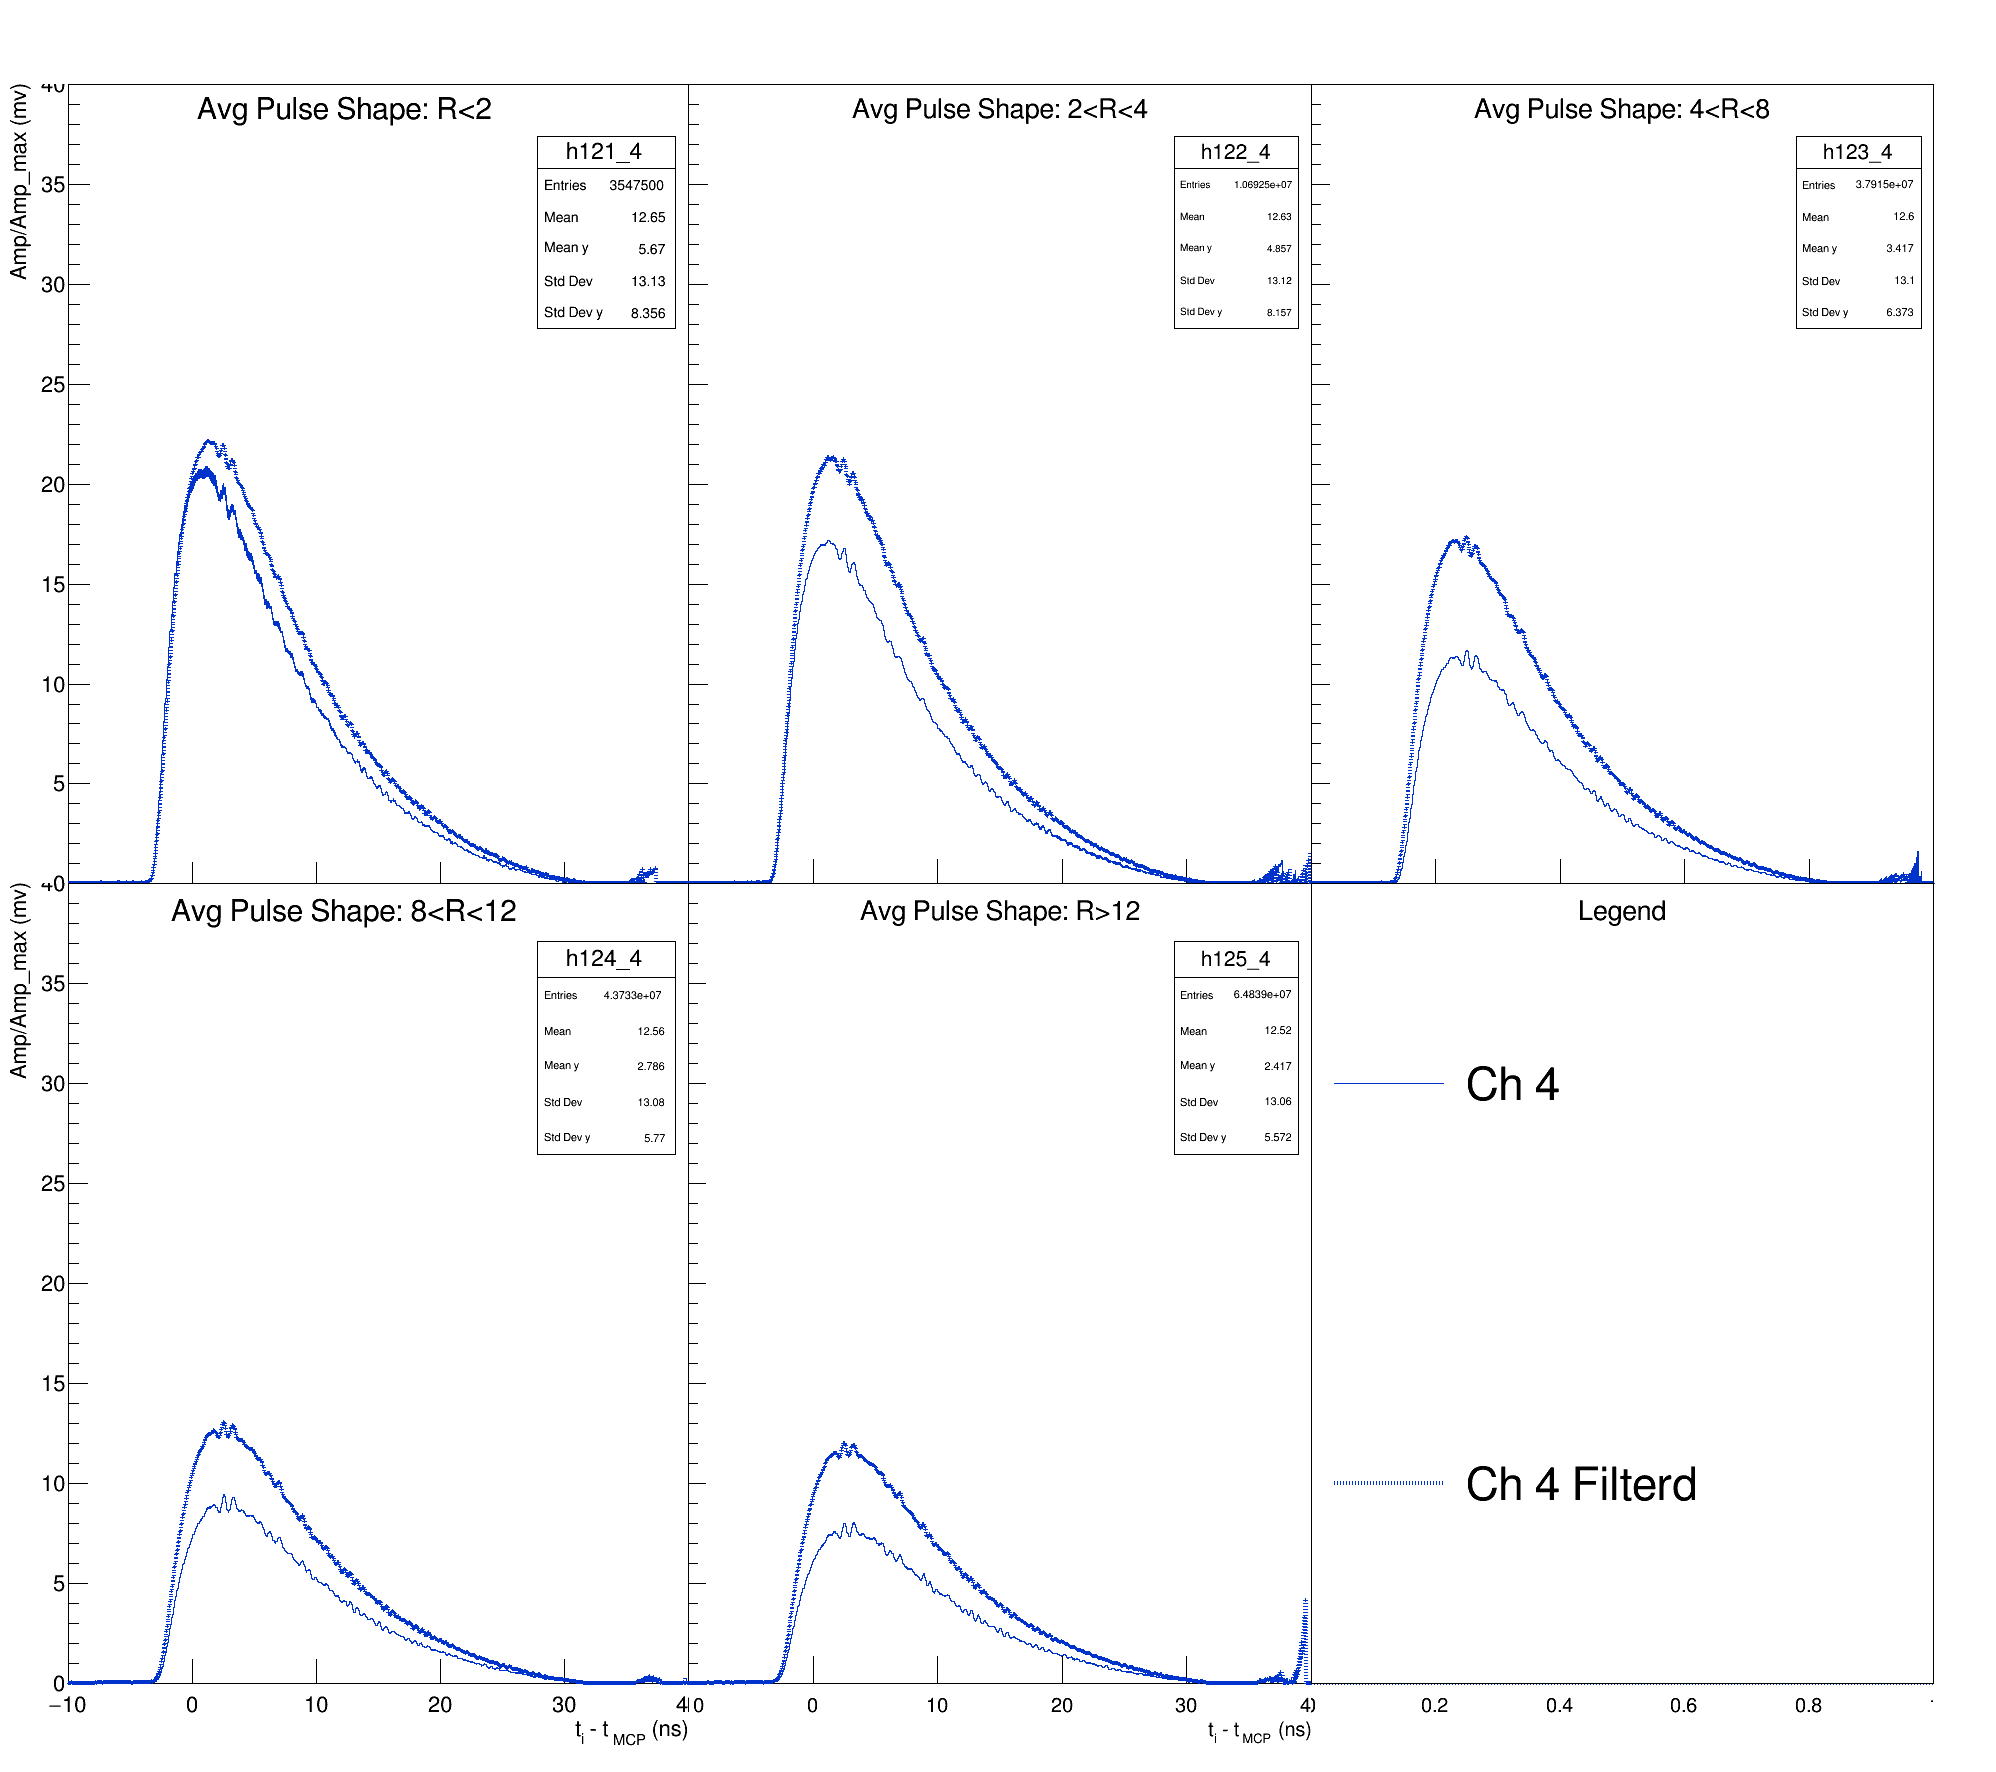 Avg Pulse Shape: R<2
Amp/Amp_max (mv)
40
35
30
25
20
15
10
5
h121_4
Entries 3547500
Mean 12.65
Mean y 5.67
Std Dev 13.13
Std Dev y 8.356
Avg Pulse Shape: 2<R<4
h122_4
Entries 1.06925e+07
Mean 12.63
Mean y 4.857
Std Dev 13.12
Std Dev y 8.157
Avg Pulse Shape: 4<R<8
h123_4
Entries 3.7915e+07
Mean 12.6
Mean y 3.417
Std Dev 13.1
Std Dev y 6.373
Avg Pulse Shape: 8<R<12
Amp/Amp_max (mv)
35
30
25
20
15
10
5
0
h124_4
Entries 4.3733e+07
Mean 12.56
Mean y 2.786
Std Dev 13.08
Std Dev y 5.77
−10 0 10 20 30
t_i - t_MCP (ns)
Avg Pulse Shape: R>12
h125_4
Entries 6.4839e+07
Mean 12.52
Mean y 2.417
Std Dev 13.06
Std Dev y 5.572
0 10 20 30
t_i - t_MCP (ns)
Legend
Ch 4
Ch 4 Filterd
0.2 0.4 0.6 0.8